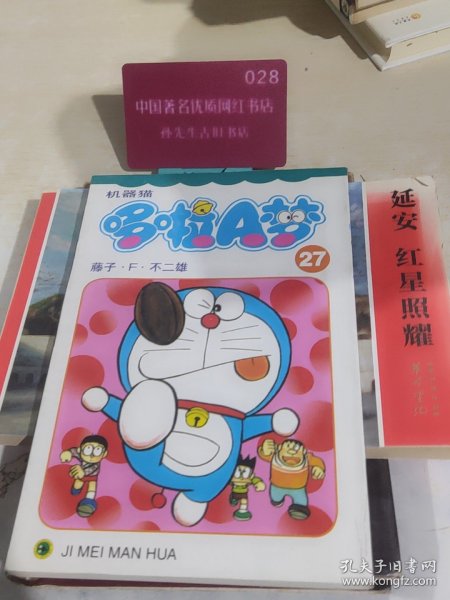 028
中国著名优质网红书店
孙先生古旧书店
机器猫
哆啦A梦
27
藤子·F·不二雄
JI MEI MAN HUA
延安 红星照耀
孔夫子旧书网
www.kongfz.com